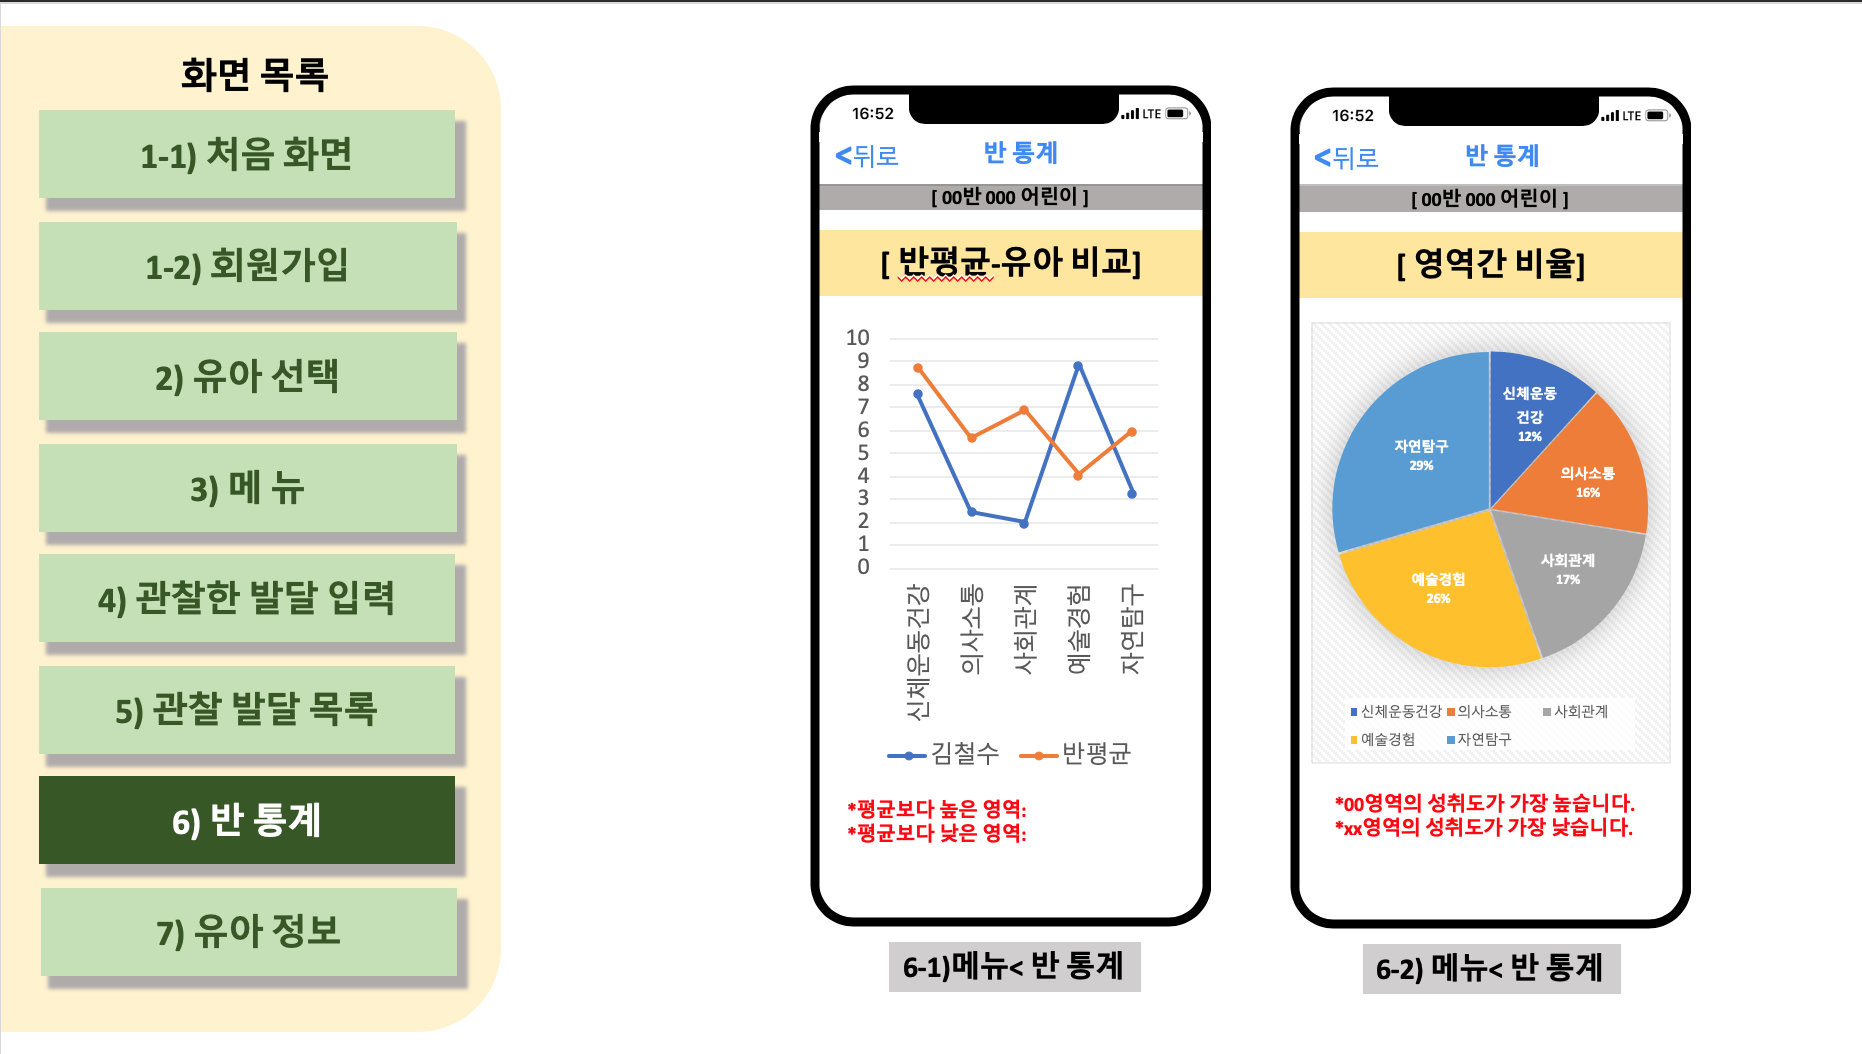 화면 목록
1-1) 처음 화면
1-2) 회원가입
2) 유아 선택
3) 메 뉴
4) 관찰한 발달 입력
5) 관찰 발달 목록
6) 반 통계
7) 유아 정보
16:52
LTE
<뒤로
반 통계
[ 00반 000 어린이 ]
[ 반평균-유아 비교]
10
9
8
7
6
5
4
3
2
1
0
신체운동건강
의사소통
사회관계
예술경험
자연탐구
김철수
반평균
*평균보다 높은 영역:
*평균보다 낮은 영역:
6-1)메뉴< 반 통계
16:52
LTE
<뒤로
반 통계
[ 00반 000 어린이 ]
[ 영역간 비율]
신체운동
건강
12%
의사소통
16%
사회관계
17%
예술경험
26%
자연탐구
29%
신체운동건강
의사소통
사회관계
예술경험
자연탐구
*00영역의 성취도가 가장 높습니다.
*xx영역의 성취도가 가장 낮습니다.
6-2) 메뉴< 반 통계